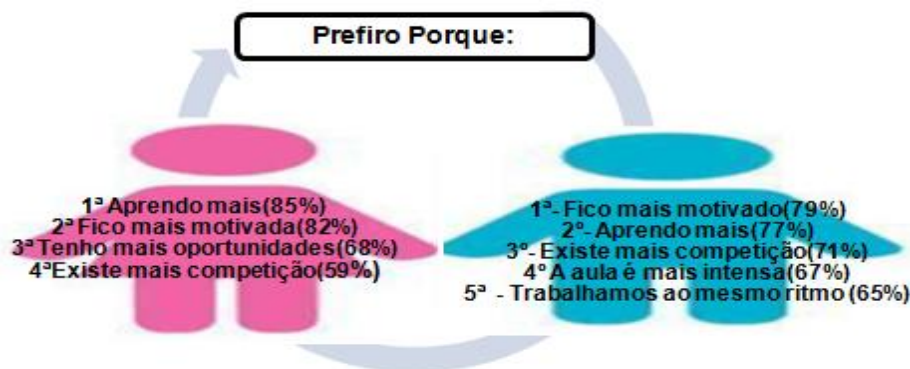 Prefiro Porque:
1ª Aprendo mais(85%)
2ª Fico mais motivada(82%)
3ª Tenho mais oportunidades(68%)
4ªExiste mais competição(59%)
1ª- Fico mais motivado(79%)
2º- Aprendo mais(77%)
3º- Existe mais competição(71%)
4º A aula é mais intensa(67%)
5ª - Trabalhamos ao mesmo ritmo (65%)